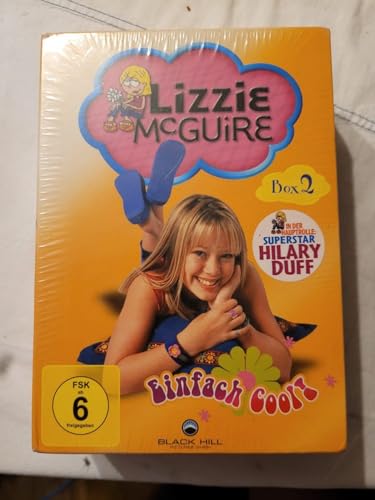 Lizzie
McGuire
Box 2
IN DER
HAUPTROLLE:
SUPERSTAR
HILARY
DUFF
Einfach Cool!
FSK
ab
6
freigegeben
BLACK HILL